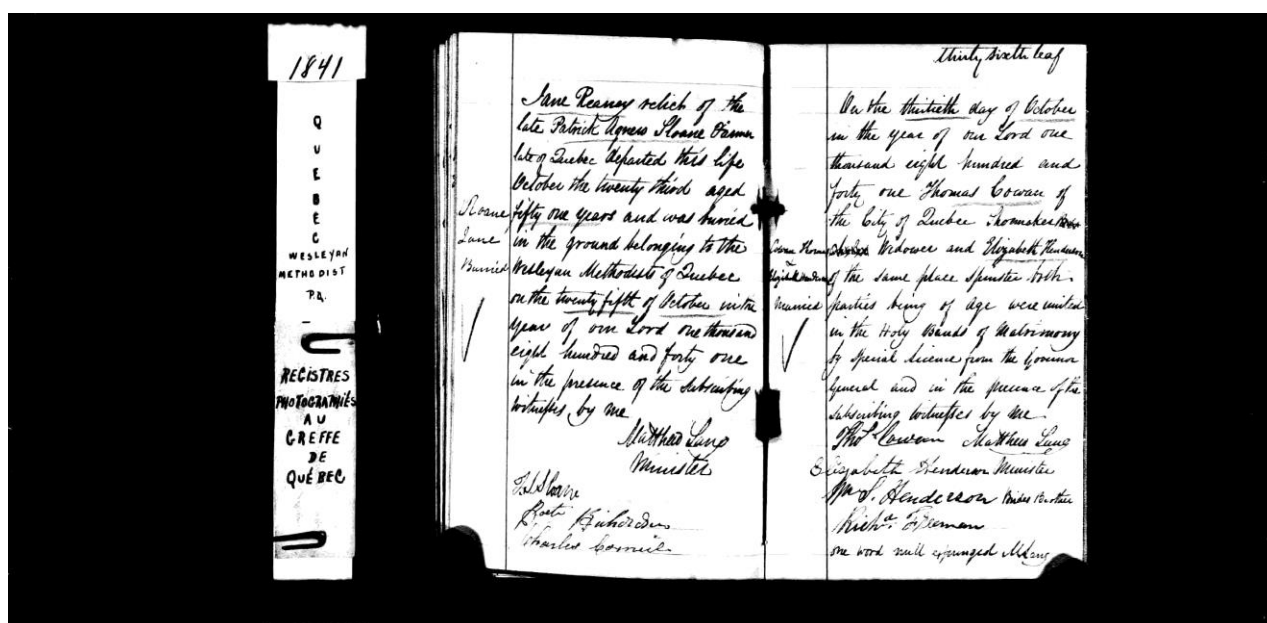 1841
QUEBEC
WESLEYAN
METHODIST
P.Q.
REGISTRES
PHOTOGRAPHIÉS
AU
GREFFE
DE
QUÉBEC
Jane Reaney relict of the
late Patrick Agnew Sloane Farmer
late of Quebec departed this life
October the twenty third aged
fifty one years and was buried
in the ground belonging to the
Wesleyan Methodists of Quebec
on the twenty fifth of October in the
year of our Lord one thousand
eight hundred and forty one
in the presence of the subscribing
witnesses by me
Matthew Lang
Minister
Sloane
Richardson
Charles
Sloane
Jane
Burried
thirty sixth leaf
On the thirtieth day of October
in the year of our Lord one
thousand eight hundred and
forty one Thomas Cowan of
the City of Quebec Shoemaker
Widower and Elizabeth Henderson
of the same place Spinster both
parties being of age were united
in the Holy Bands of Matrimony
by Special Licence from the Govnor
General and in the presence of the
subscribing witnesses by me
Thos Cowan Matthew Lang
Elizabeth Henderson Minister
Wm S. Henderson Brides Brother
Richd. Freeman
one word null expunged M Lang
Cowan Thomas
&
Elizabeth Henderson
Married